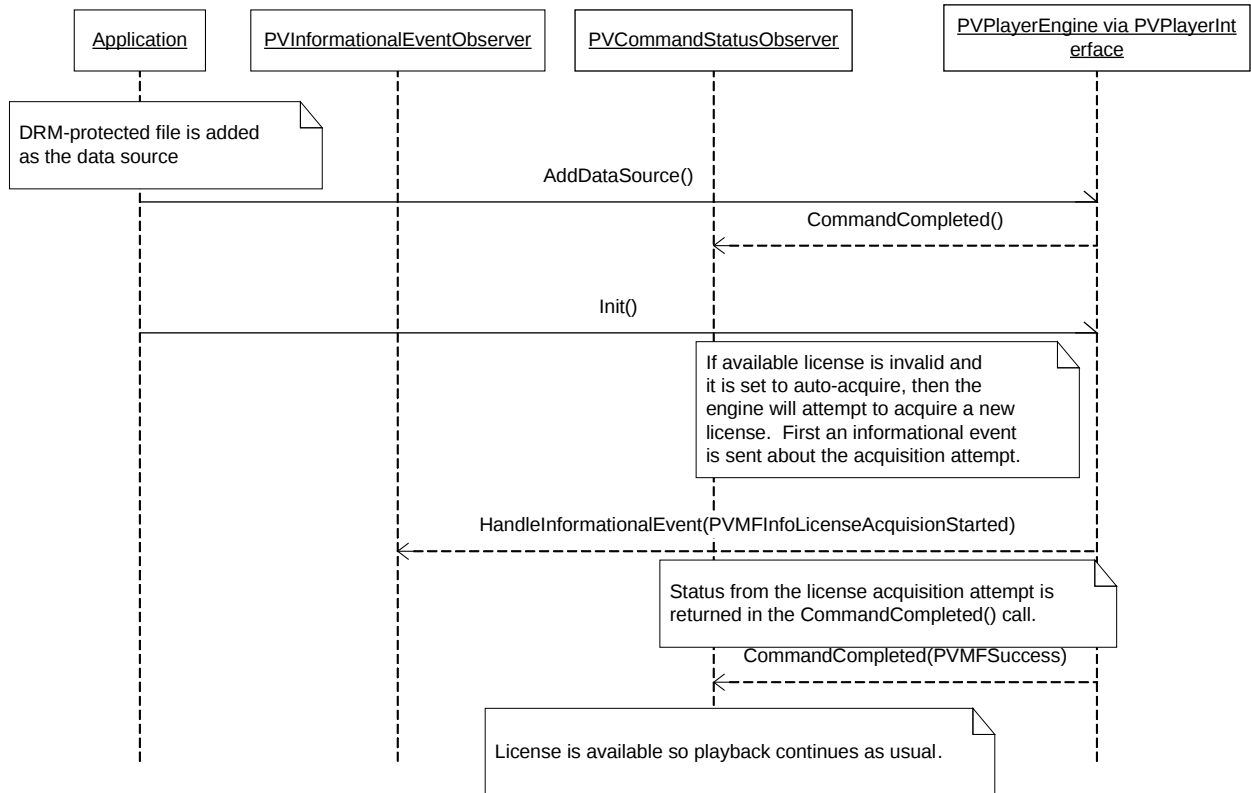 Application
PVInformationalEventObserver
PVCommandStatusObserver
PVPlayerEngine via PVPlayerInt
erface
DRM-protected file is added
as the data source
AddDataSource()
CommandCompleted()
Init()
If available license is invalid and
it is set to auto-acquire, then the
engine will attempt to acquire a new
license.  First an informational event
is sent about the acquisition attempt.
HandleInformationalEvent(PVMFInfoLicenseAcquisionStarted)
Status from the license acquisition attempt is
returned in the CommandCompleted() call.
CommandCompleted(PVMFSuccess)
License is available so playback continues as usual.